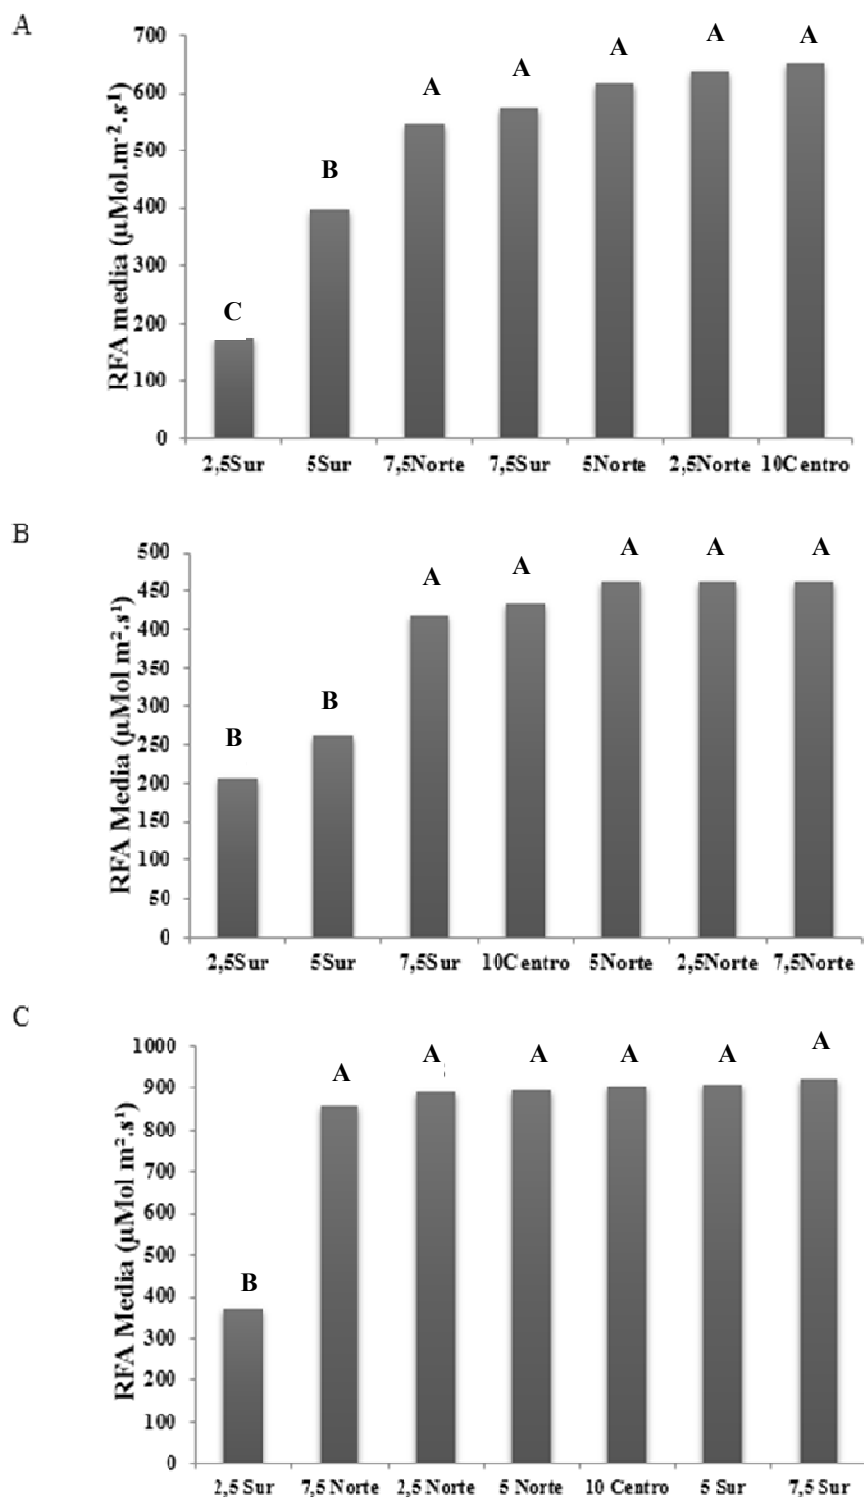 A
RFA media (µMol.m⁻².s¹)
700
600
500
400
300
200
100
0
C
B
A
A
A
A
A
2,5Sur 5Sur 7,5Norte 7,5Sur 5Norte 2,5Norte 10Centro
B
RFA Media (µMol m².s¹)
500
450
400
350
300
250
200
150
100
50
0
B
B
A
A
A
A
A
2,5Sur 5Sur 7,5Sur 10Centro 5Norte 2,5Norte 7,5Norte
C
RFA Media (µMol m².s¹)
1000
900
800
700
600
500
400
300
200
100
0
B
A
A
A
A
A
A
2,5 Sur 7,5 Norte 2,5 Norte 5 Norte 10 Centro 5 Sur 7,5 Sur